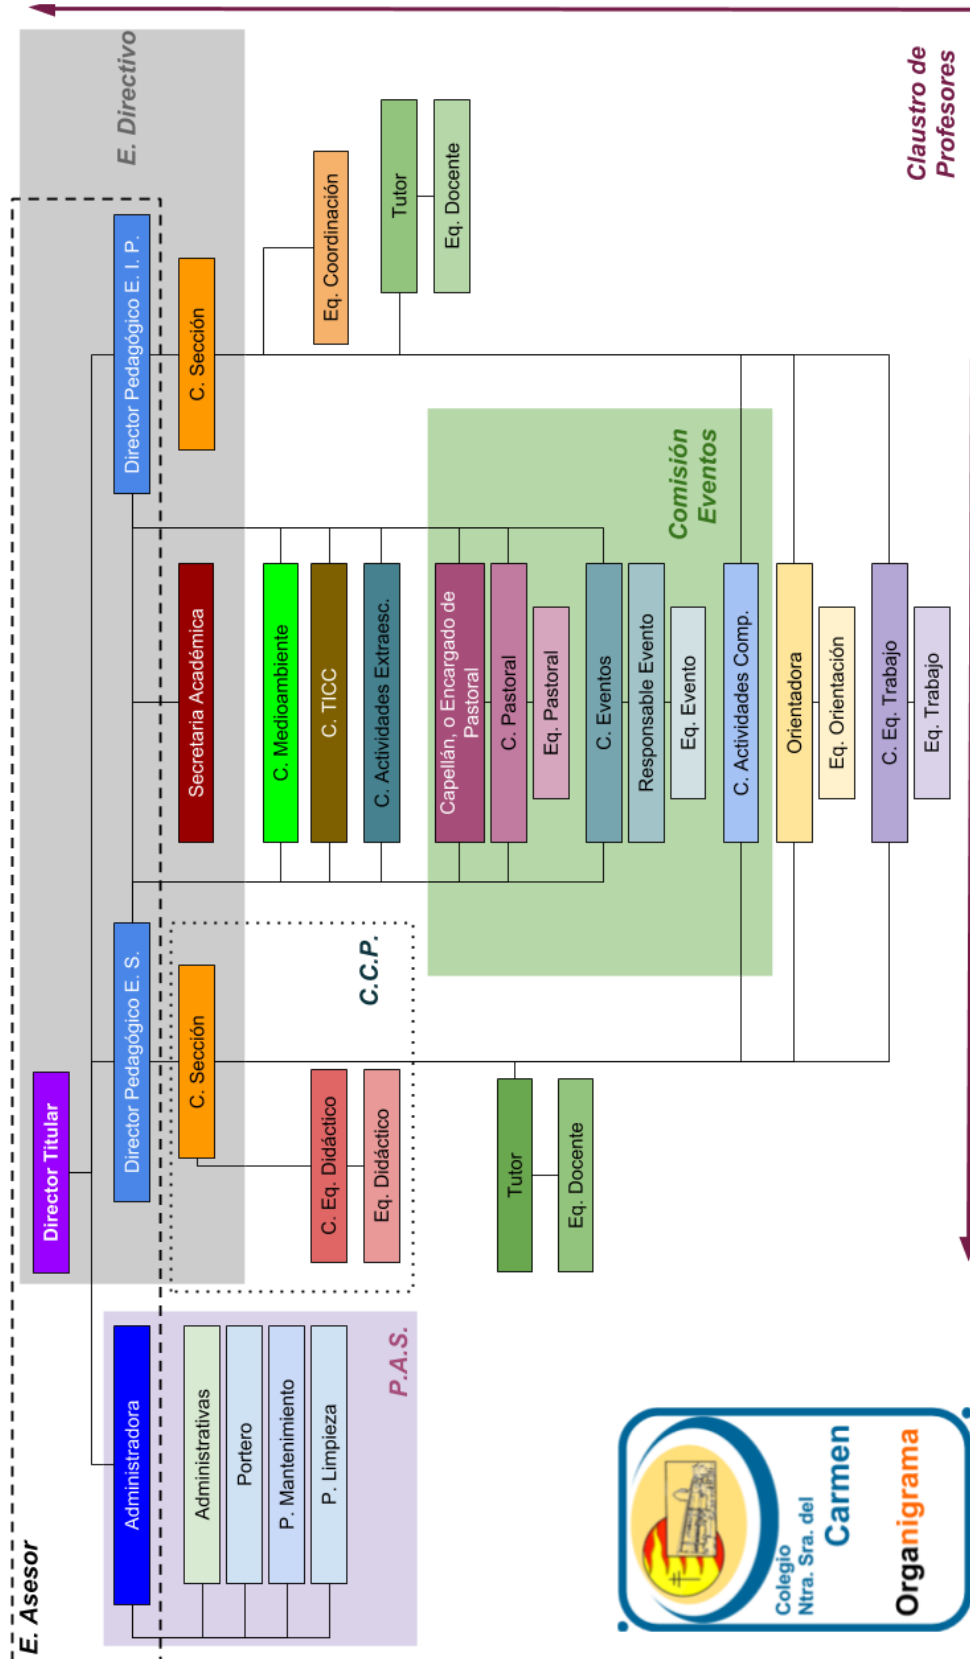 E. Asesor
Director Titular
E. Directivo
Administradora
Director Pedagógico E. S.
Director Pedagógico E. I. P.
Administrativas
Portero
P. Mantenimiento
P. Limpieza
P.A.S.
C. Sección
C. Eq. Didáctico
Eq. Didáctico
C.C.P.
Secretaria Académica
C. Sección
C. Medioambiente
C. TICC
C. Actividades Extraesc.
Eq. Coordinación
Tutor
Eq. Docente
Capellán, o Encargado de
Pastoral
C. Pastoral
Eq. Pastoral
C. Eventos
Responsable Evento
Eq. Evento
Comisión
Eventos
C. Actividades Comp.
Tutor
Eq. Docente
Orientadora
Eq. Orientación
C. Eq. Trabajo
Eq. Trabajo
Claustro de
Profesores
Colegio
Ntra. Sra. del
Carmen
Organigrama